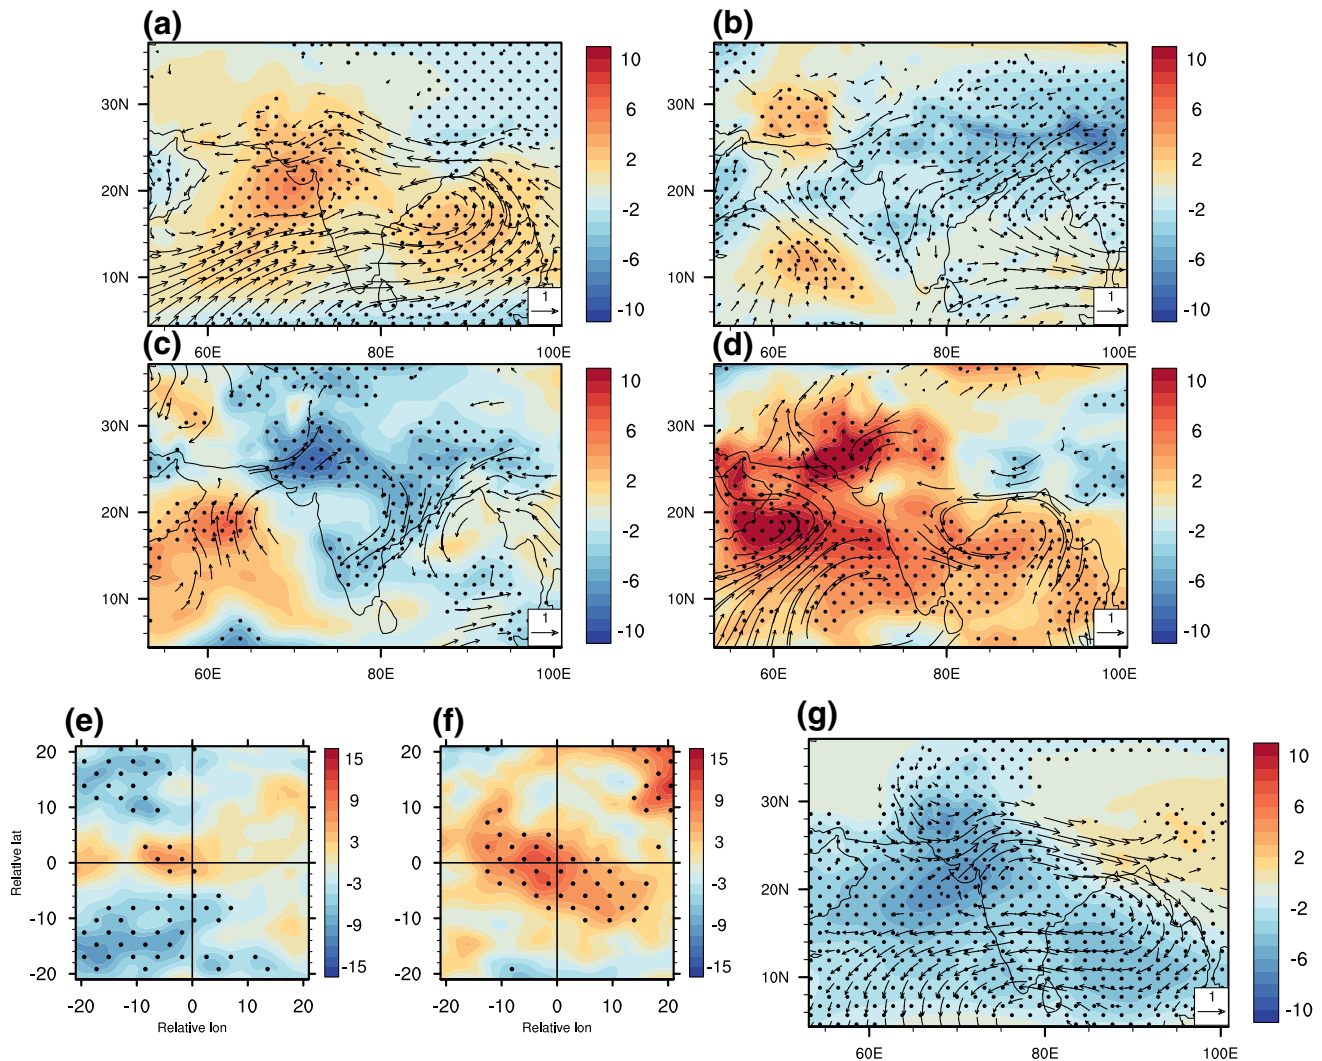 (a)
(b)
30N
20N
10N
60E
80E
100E
10
6
2
-2
-6
-10
1
30N
20N
10N
60E
80E
100E
10
6
2
-2
-6
-10
1
(c)
(d)
30N
20N
10N
60E
80E
100E
10
6
2
-2
-6
-10
1
30N
20N
10N
60E
80E
100E
10
6
2
-2
-6
-10
1
(e)
(f)
(g)
Relative lat
20
10
0
-10
-20
-20
-10
0
10
20
Relative lon
15
9
3
-3
-9
-15
20
10
0
-10
-20
-20
-10
0
10
20
Relative lon
15
9
3
-3
-9
-15
30N
20N
10N
60E
80E
100E
10
6
2
-2
-6
-10
1